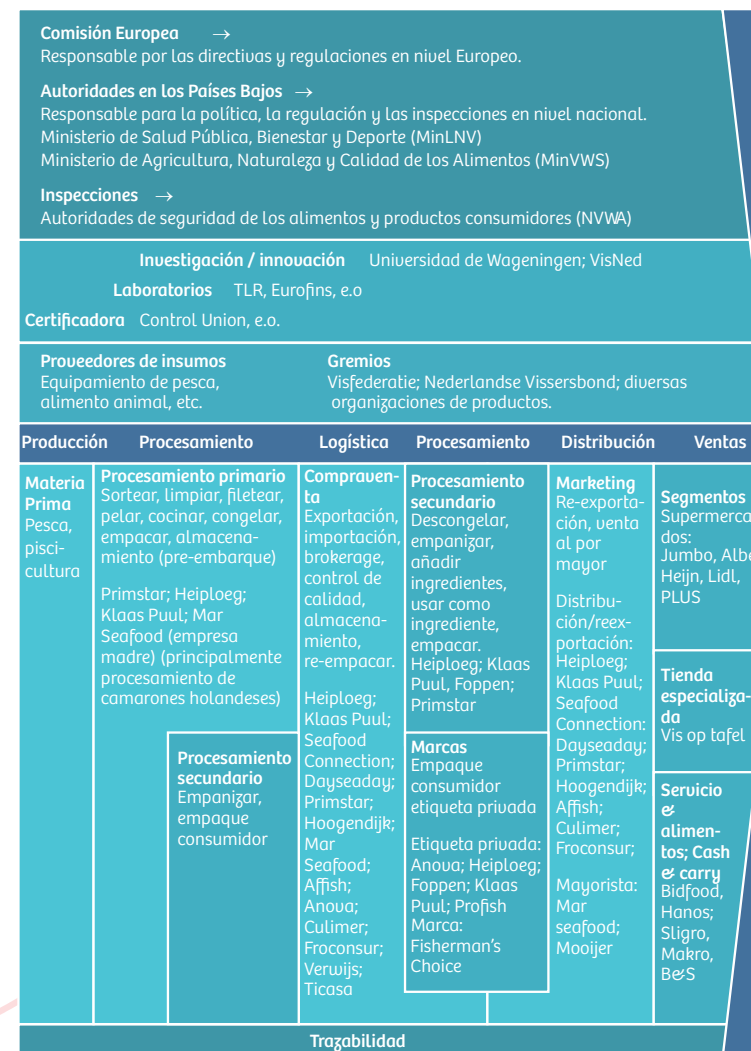 Comisión Europea →
Responsable por las directivas y regulaciones en nivel Europeo.
Autoridades en los Países Bajos →
Responsable para la política, la regulación y las inspecciones en nivel nacional.
Ministerio de Salud Pública, Bienestar y Deporte (MinLNV)
Ministerio de Agricultura, Naturaleza y Calidad de los Alimentos (MinVWS)
Inspecciones →
Autoridades de seguridad de los alimentos y productos consumidores (NVWA)
Investigación / innovación Universidad de Wageningen; VisNed
Laboratorios TLR, Eurofins, e.o
Certificadora Control Union, e.o.
Proveedores de insumos
Equipamiento de pesca,
alimento animal, etc.
Gremios
Visfederatie; Nederlandse Vissersbond; diversas
organizaciones de productos.
Producción Procesamiento Logística Procesamiento Distribución Ventas
Materia
Prima
Pesca,
pisci-
cultura
Procesamiento primario
Sortear, limpiar, filetear,
pelar, cocinar, congelar,
empacar, almacena-
miento (pre-embarque)
Primstar; Heiploeg;
Klaas Puul; Mar
Seafood (empresa
madre) (principalmente
procesamiento de
camarones holandeses)
Procesamiento
secundario
Empanizar,
empaque
consumidor
Compraven-
ta
Exportación,
importación,
brokerage,
control de
calidad,
almacena-
miento,
re-empacar.
Heiploeg;
Klaas Puul;
Seafood
Connection;
Dayseaday;
Primstar;
Hoogendijk;
Mar
Seafood;
Affish;
Anova;
Culimer;
Froconsur;
Verwijs;
Ticasa
Procesamiento
secundario
Descongelar,
empanizar,
añadir
ingredientes,
usar como
ingrediente,
empacar.
Heiploeg; Klaas
Puul, Foppen;
Primstar
Marcas
Empaque
consumidor
etiqueta privada
Etiqueta privada:
Anova; Heiploeg;
Foppen; Klaas
Puul; Profish
Marca:
Fisherman's
Choice
Marketing
Re-exporta-
ción, venta
al por
mayor
Distribu-
ción/reex-
portación:
Heiploeg;
Klaas Puul;
Seafood
Connection:
Dayseaday;
Primstar;
Hoogendijk;
Affish;
Culimer;
Froconsur;
Mayorista:
Mar
seafood;
Mooijer
Segmentos
Supermerca
dos:
Jumbo, Albe
Heijn, Lidl,
PLUS
Tienda
especializa-
da
Vis op tafel
Servicio
&
alimen-
tos; Cash
& carry
Bidfood,
Hanos;
Sligro,
Makro,
B&S
Trazabilidad